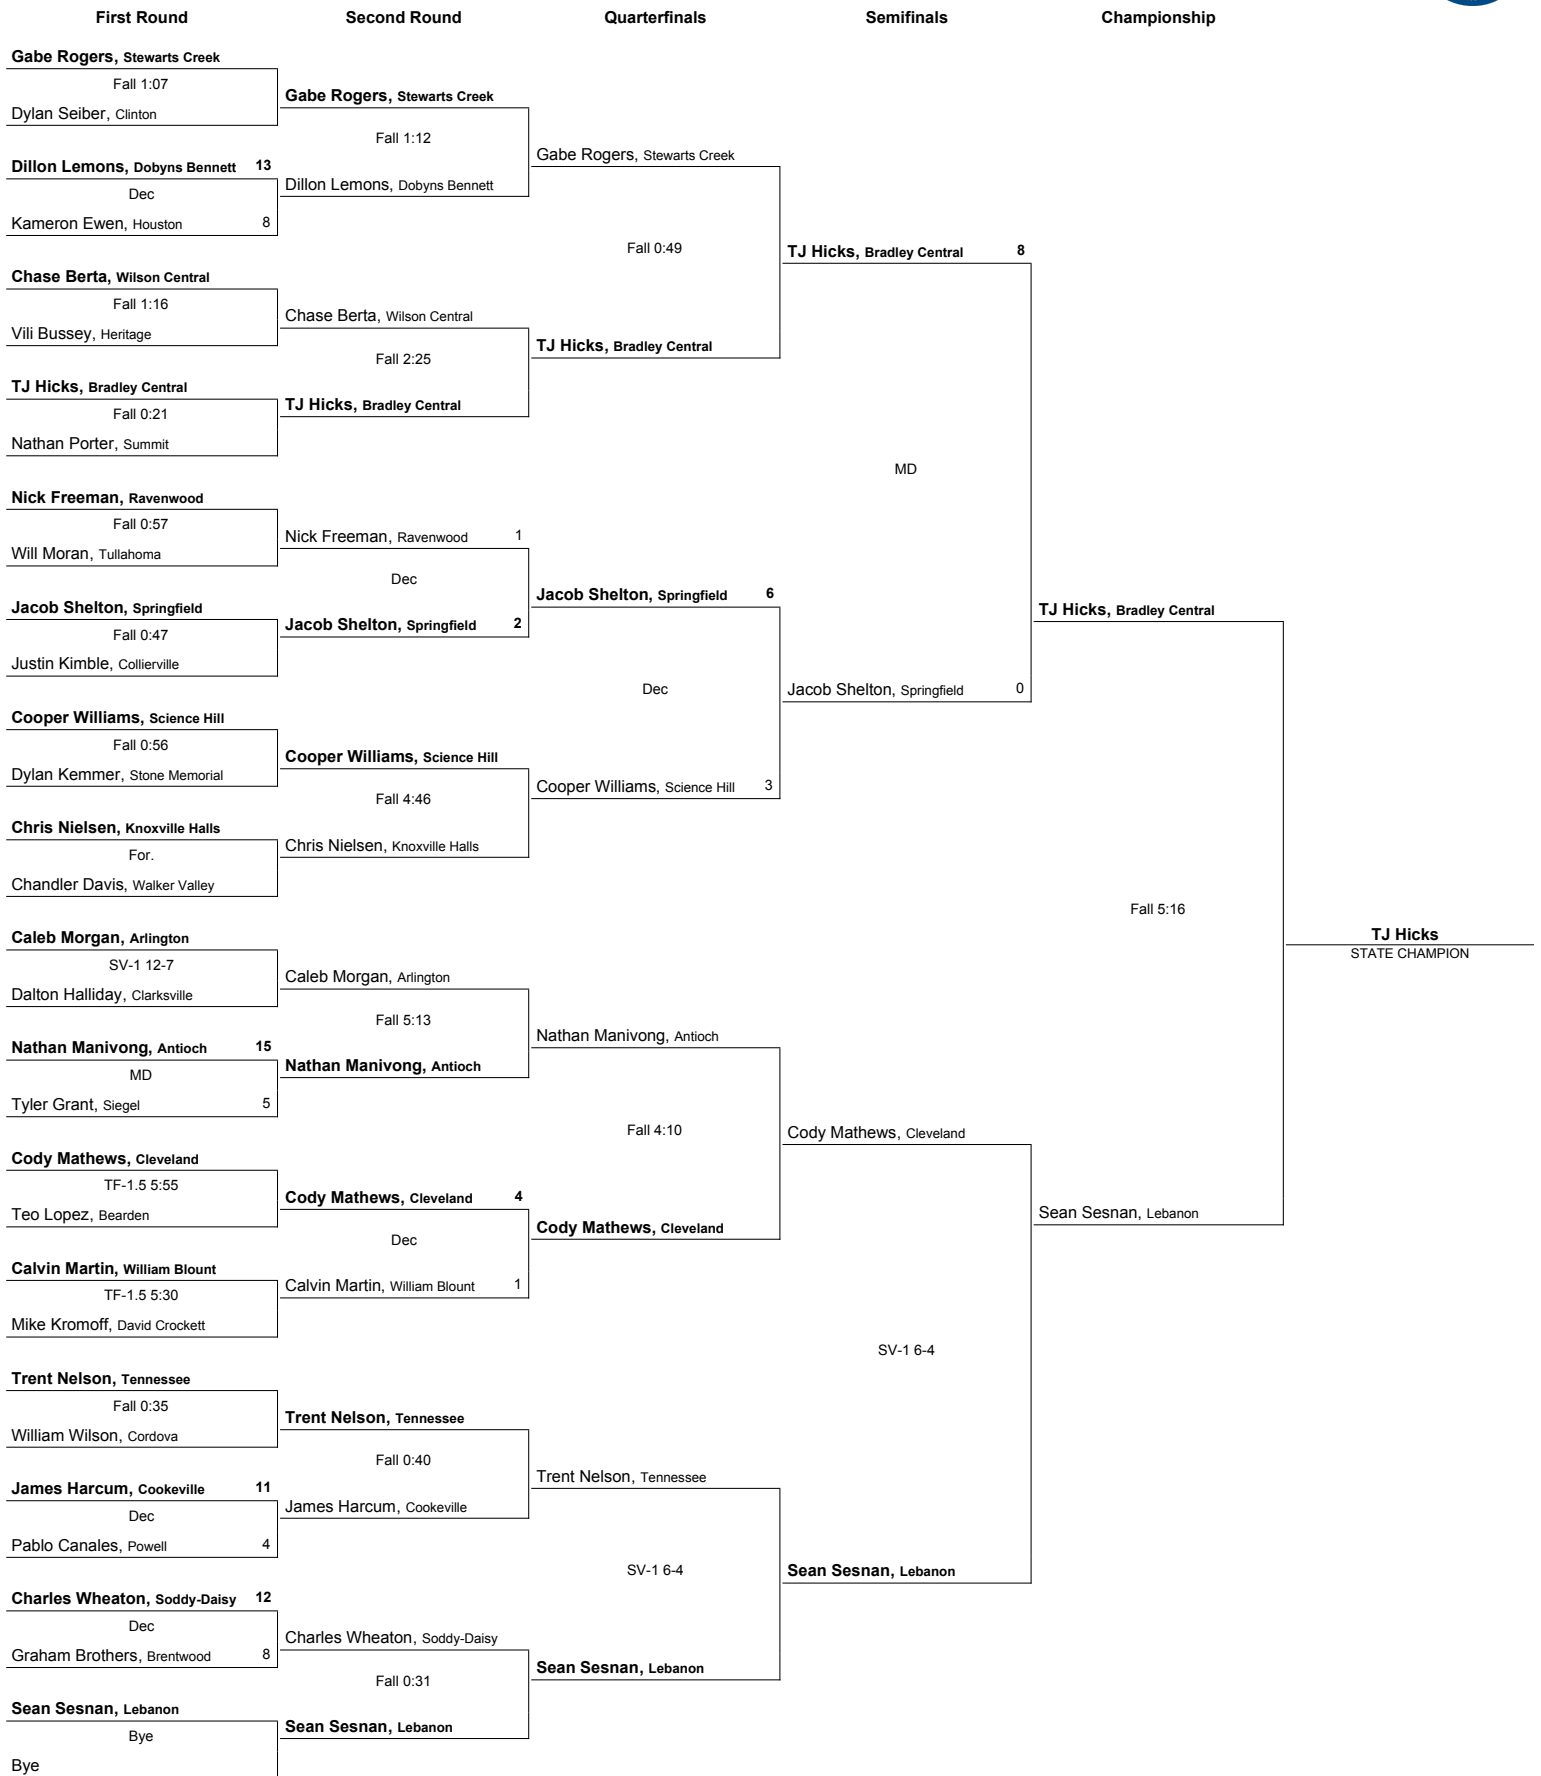 First Round Second Round Quarterfinals Semifinals Championship
Gabe Rogers, Stewarts Creek
Fall 1:07
Dylan Seiber, Clinton
Dillon Lemons, Dobyns Bennett 13
Dec
Kameron Ewen, Houston 8
Chase Berta, Wilson Central
Fall 1:16
Vili Bussey, Heritage
TJ Hicks, Bradley Central
Fall 0:21
Nathan Porter, Summit
Nick Freeman, Ravenwood
Fall 0:57
Will Moran, Tullahoma
Jacob Shelton, Springfield
Fall 0:47
Justin Kimble, Collierville
Cooper Williams, Science Hill
Fall 0:56
Dylan Kemmer, Stone Memorial
Chris Nielsen, Knoxville Halls
For.
Chandler Davis, Walker Valley
Caleb Morgan, Arlington
SV-1 12-7
Dalton Halliday, Clarksville
Nathan Manivong, Antioch 15
MD
Tyler Grant, Siegel 5
Cody Mathews, Cleveland
TF-1.5 5:55
Teo Lopez, Bearden
Calvin Martin, William Blount
TF-1.5 5:30
Mike Kromoff, David Crockett
Trent Nelson, Tennessee
Fall 0:35
William Wilson, Cordova
James Harcum, Cookeville 11
Dec
Pablo Canales, Powell 4
Charles Wheaton, Soddy-Daisy 12
Dec
Graham Brothers, Brentwood 8
Sean Sesnan, Lebanon
Bye
Bye
Gabe Rogers, Stewarts Creek
Fall 1:12
Dillon Lemons, Dobyns Bennett
Chase Berta, Wilson Central
Fall 2:25
TJ Hicks, Bradley Central
Nick Freeman, Ravenwood 1
Dec
Jacob Shelton, Springfield 2
Cooper Williams, Science Hill
Fall 4:46
Chris Nielsen, Knoxville Halls
Caleb Morgan, Arlington
Fall 5:13
Nathan Manivong, Antioch
Cody Mathews, Cleveland 4
Dec
Calvin Martin, William Blount 1
Trent Nelson, Tennessee
Fall 0:40
James Harcum, Cookeville
Charles Wheaton, Soddy-Daisy
Fall 0:31
Sean Sesnan, Lebanon
Gabe Rogers, Stewarts Creek
Fall 0:49
TJ Hicks, Bradley Central
Jacob Shelton, Springfield 6
Dec
Cooper Williams, Science Hill 3
Nathan Manivong, Antioch
Fall 4:10
Cody Mathews, Cleveland
Trent Nelson, Tennessee
SV-1 6-4
Sean Sesnan, Lebanon
TJ Hicks, Bradley Central 8
MD
Jacob Shelton, Springfield 0
Cody Mathews, Cleveland
SV-1 6-4
Sean Sesnan, Lebanon
TJ Hicks, Bradley Central
Fall 5:16
Sean Sesnan, Lebanon
TJ Hicks
STATE CHAMPION